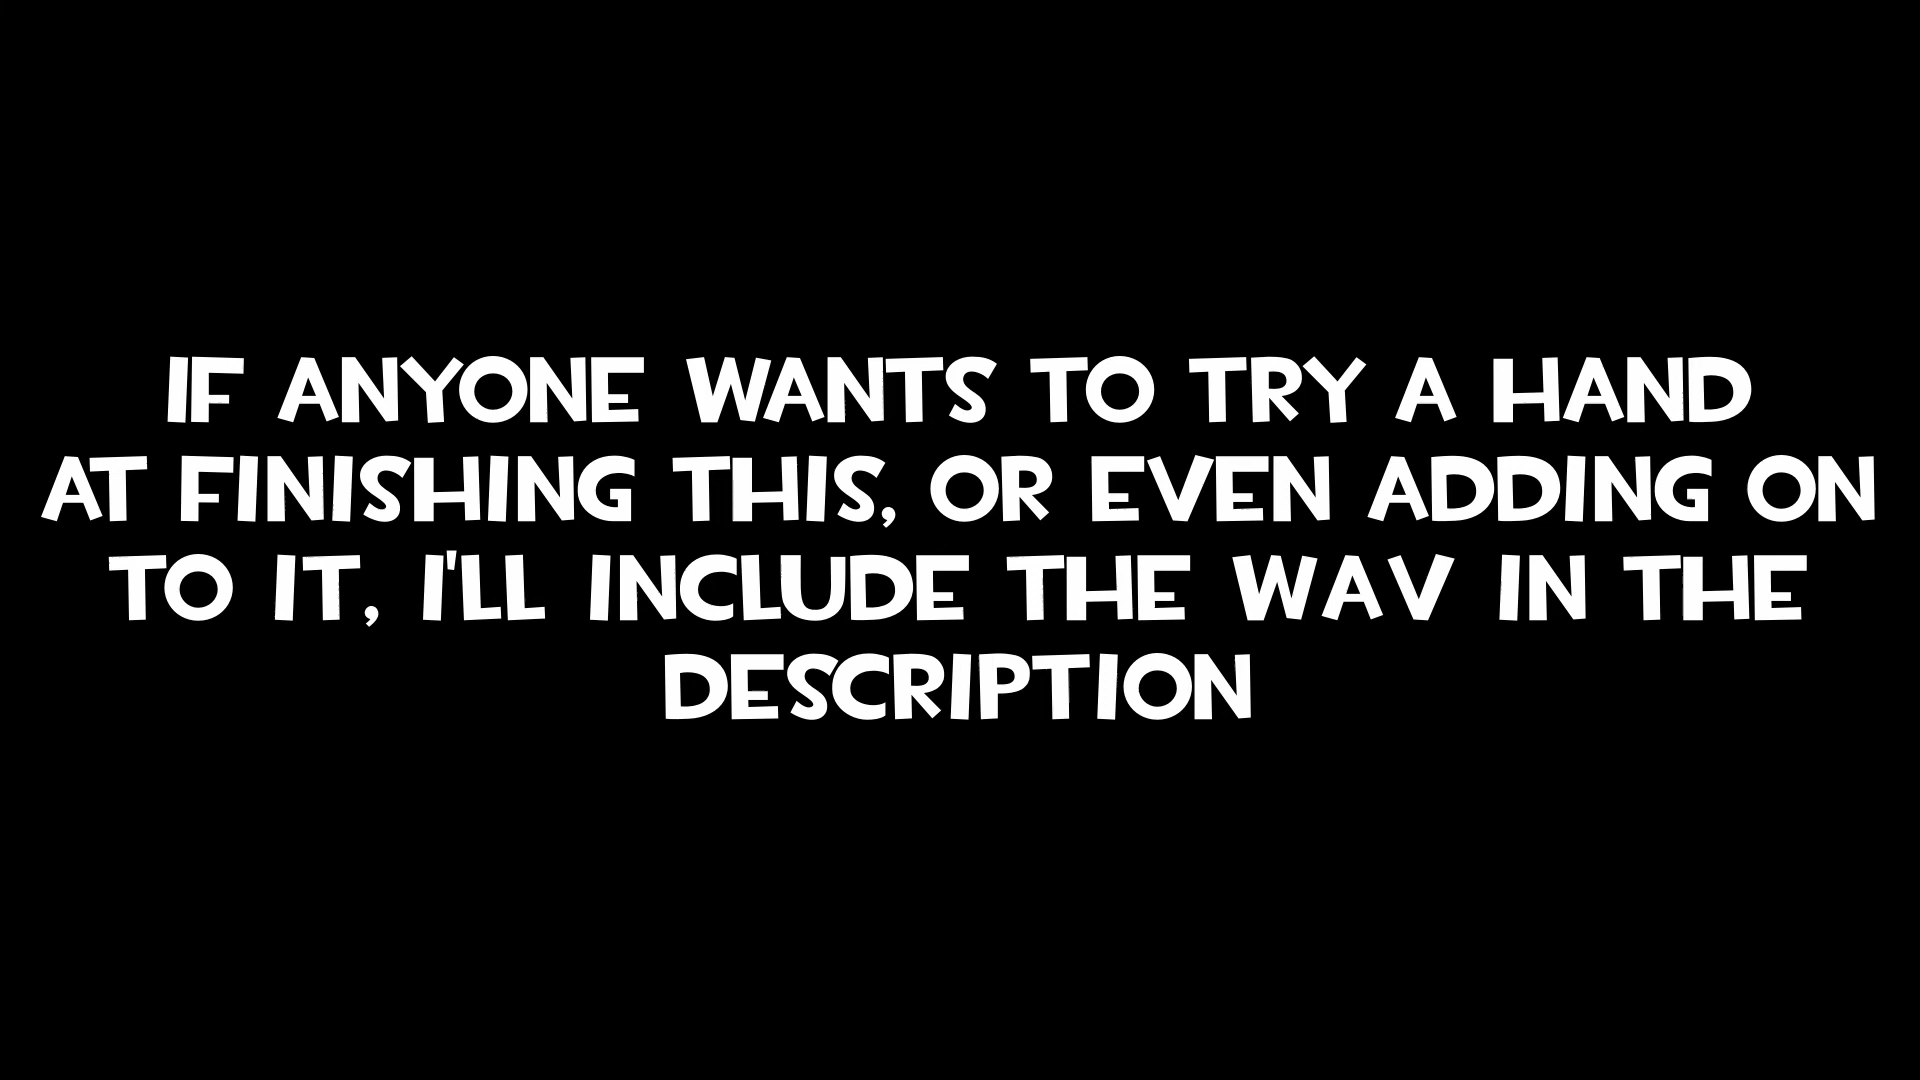 IF ANYONE WANTS TO TRY A HAND
AT FINISHING THIS, OR EVEN ADDING ON
TO IT, I'LL INCLUDE THE WAV IN THE
DESCRIPTION